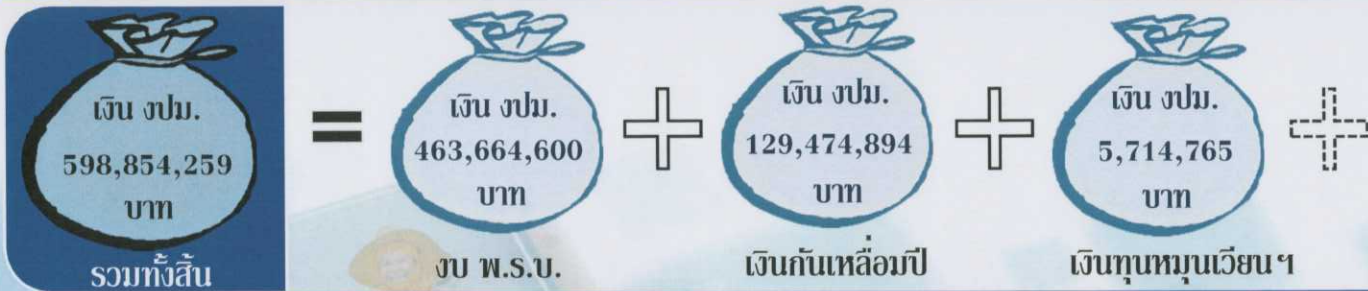 เงิน งปม.
598,854,259
บาท
รวมทั้งสิ้น
=
เงิน งปม.
463,664,600
บาท
งบ พ.ร.บ.
+
เงิน งปม.
129,474,894
บาท
เงินกันเหลื่อมปี
+
เงิน งปม.
5,714,765
บาท
เงินทุนหมุนเวียนฯ
+